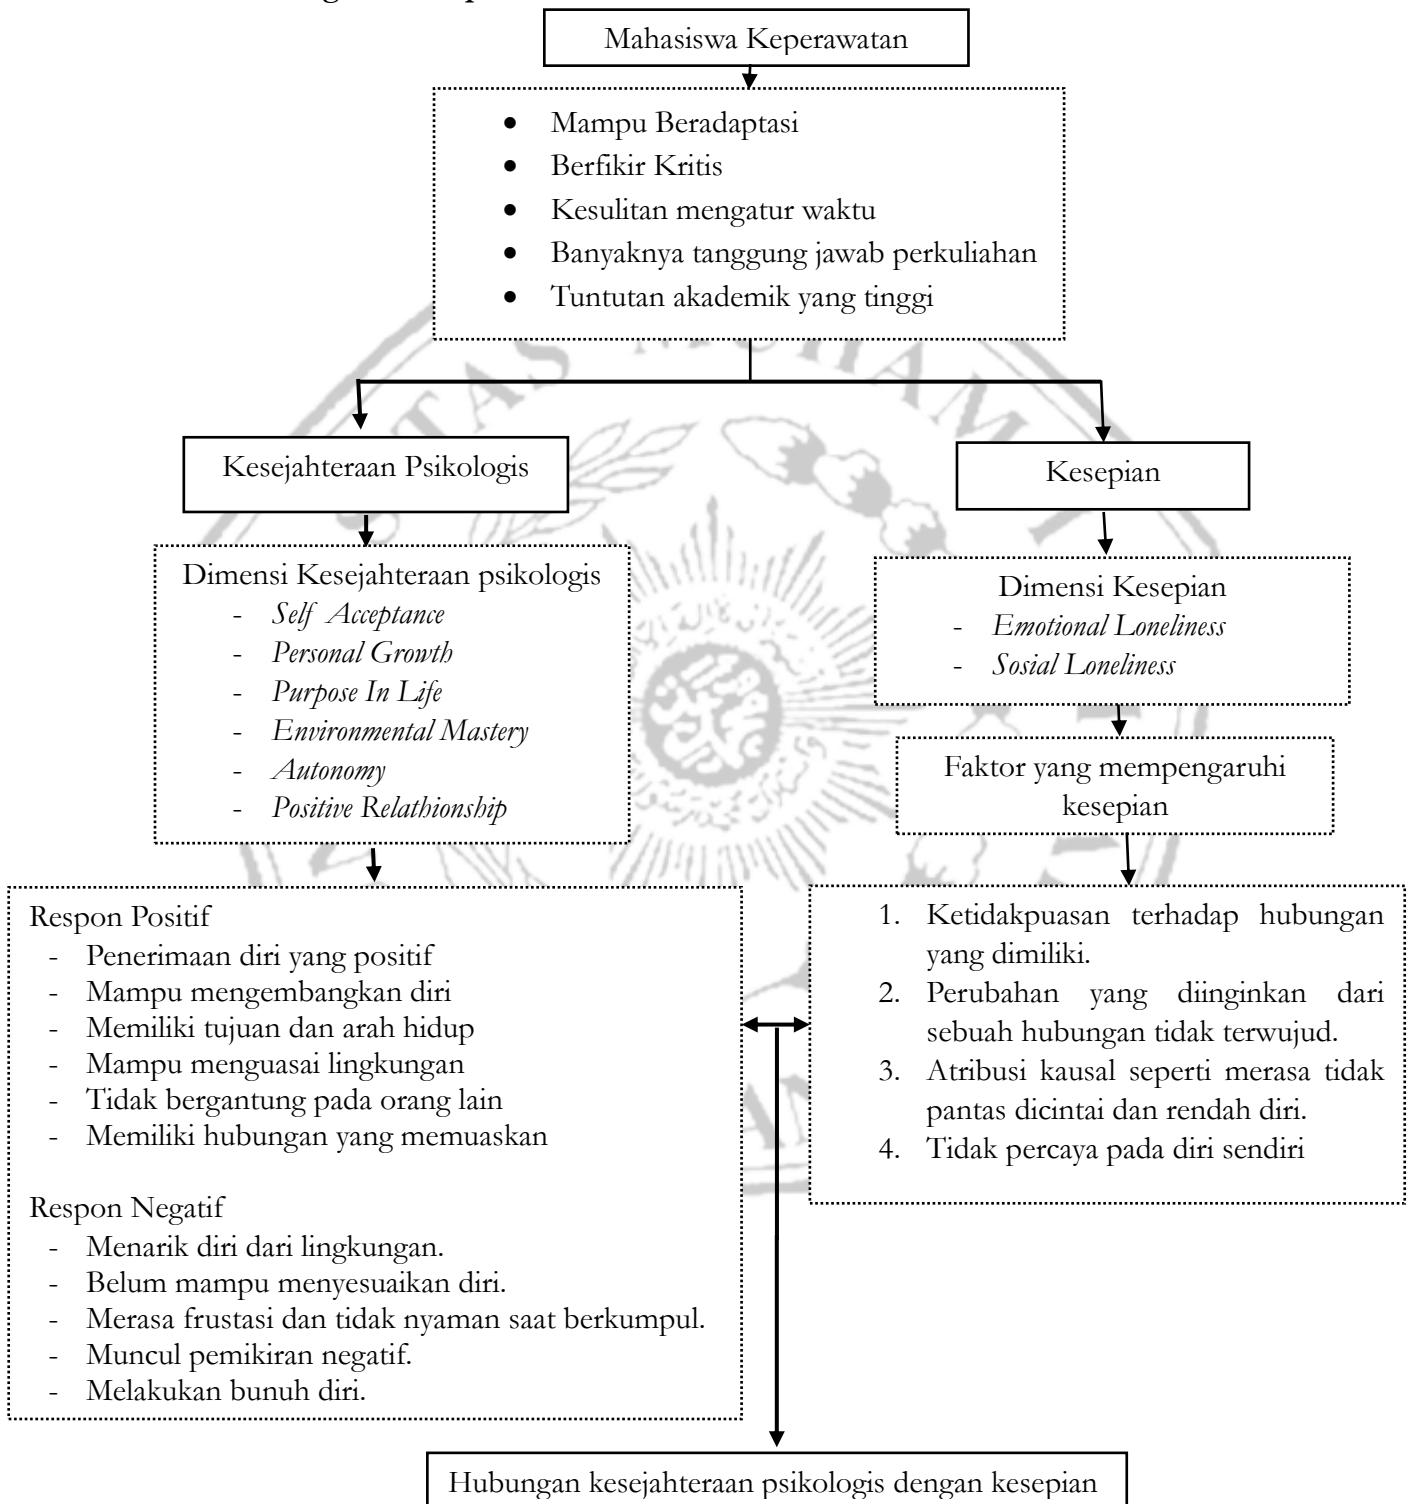 Mahasiswa Keperawatan
• Mampu Beradaptasi
• Berfikir Kritis
• Kesulitan mengatur waktu
• Banyaknya tanggung jawab perkuliahan
• Tuntutan akademik yang tinggi
Kesejahteraan Psikologis
Kesepian
Dimensi Kesejahteraan psikologis
- Self Acceptance
- Personal Growth
- Purpose In Life
- Environmental Mastery
- Autonomy
- Positive Relathionship
Dimensi Kesepian
- Emotional Loneliness
- Sosial Loneliness
Faktor yang mempengaruhi
kesepian
Respon Positif
- Penerimaan diri yang positif
- Mampu mengembangkan diri
- Memiliki tujuan dan arah hidup
- Mampu menguasai lingkungan
- Tidak bergantung pada orang lain
- Memiliki hubungan yang memuaskan
Respon Negatif
- Menarik diri dari lingkungan.
- Belum mampu menyesuaikan diri.
- Merasa frustasi dan tidak nyaman saat berkumpul.
- Muncul pemikiran negatif.
- Melakukan bunuh diri.
1. Ketidakpuasan terhadap hubungan
yang dimiliki.
2. Perubahan yang diinginkan dari
sebuah hubungan tidak terwujud.
3. Atribusi kausal seperti merasa tidak
pantas dicintai dan rendah diri.
4. Tidak percaya pada diri sendiri
Hubungan kesejahteraan psikologis dengan kesepian